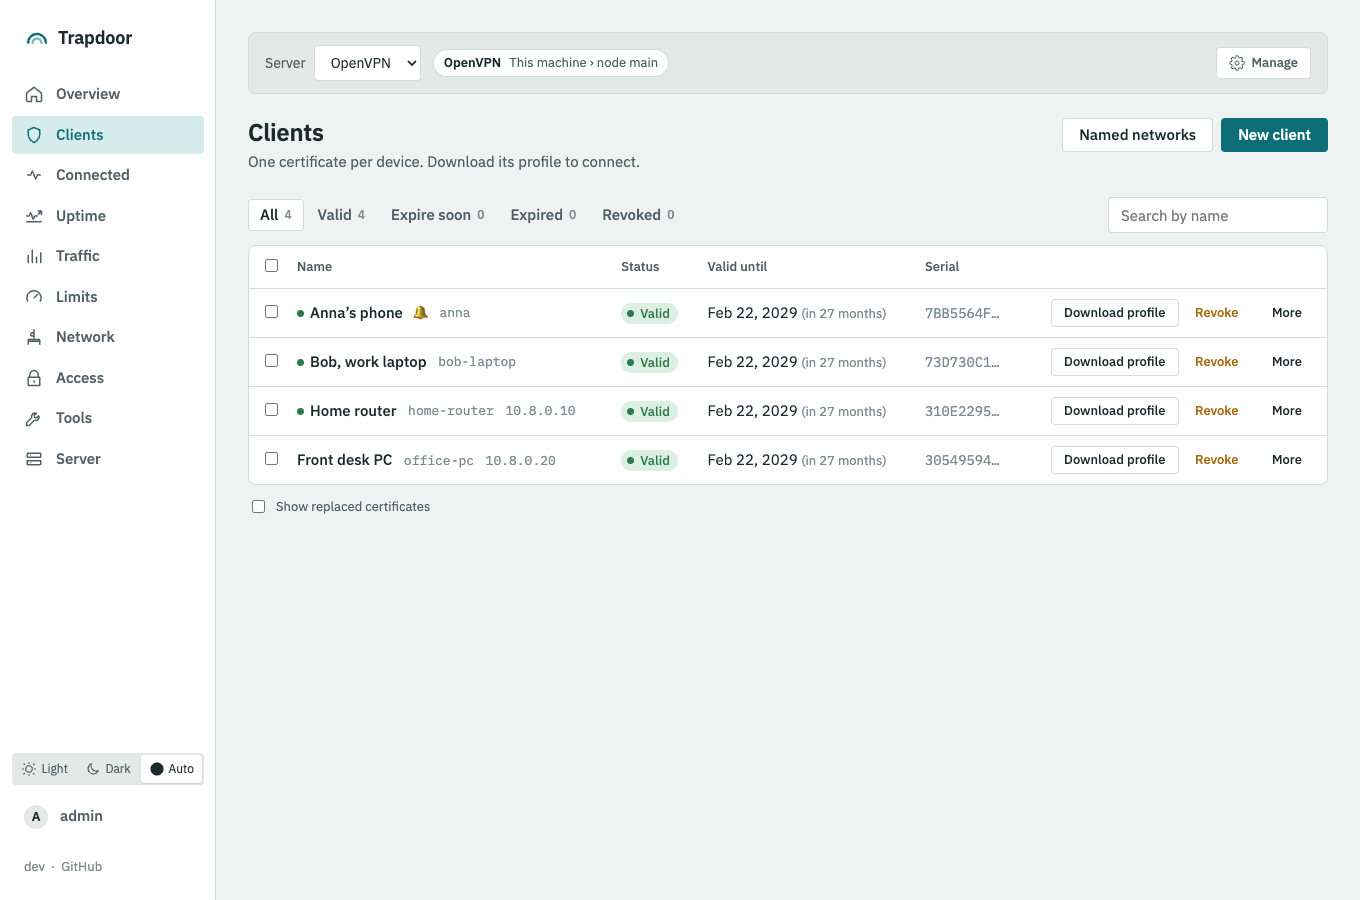 Trapdoor
Overview
Clients
Connected
Uptime
Traffic
Limits
Network
Access
Tools
Server
Light Dark Auto
A admin
dev · GitHub
Server OpenVPN OpenVPN This machine › node main Manage
Clients
One certificate per device. Download its profile to connect.
Named networks New client
All 4 Valid 4 Expire soon 0 Expired 0 Revoked 0 Search by name
Name Status Valid until Serial
Anna’s phone 🔔 anna Valid Feb 22, 2029 (in 27 months) 7BB5564F… Download profile Revoke More
Bob, work laptop bob-laptop Valid Feb 22, 2029 (in 27 months) 73D730C1… Download profile Revoke More
Home router home-router 10.8.0.10 Valid Feb 22, 2029 (in 27 months) 310E2295… Download profile Revoke More
Front desk PC office-pc 10.8.0.20 Valid Feb 22, 2029 (in 27 months) 30549594… Download profile Revoke More
Show replaced certificates